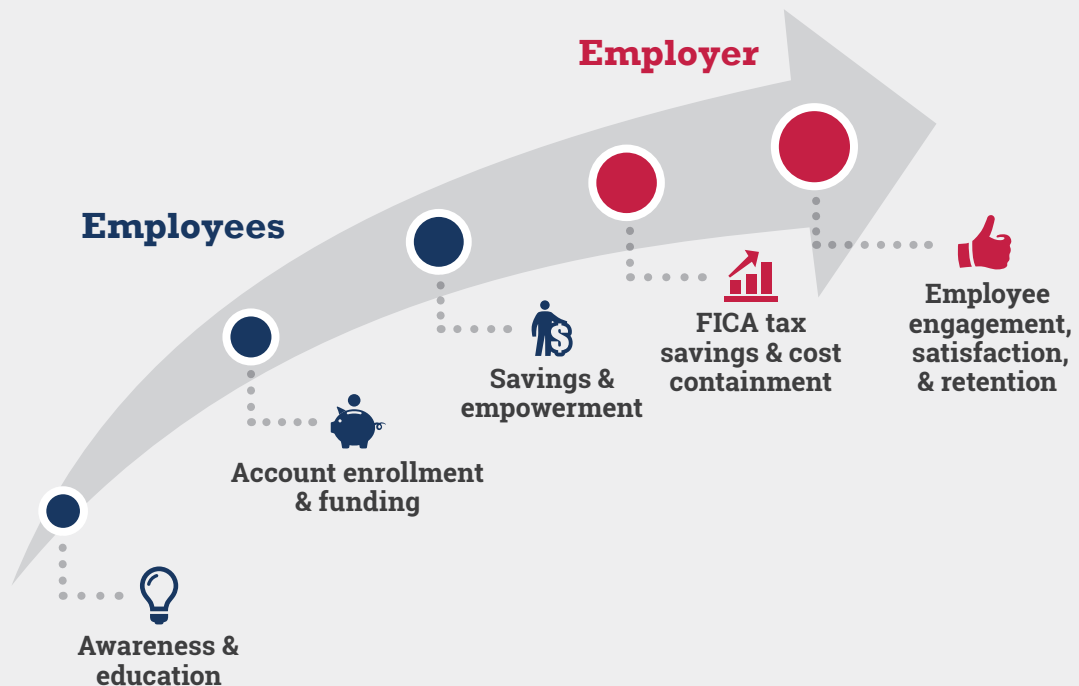 Employer
Employees
Employee
engagement,
satisfaction,
& retention
FICA tax
savings & cost
containment
Savings &
empowerment
Account enrollment
& funding
Awareness &
education